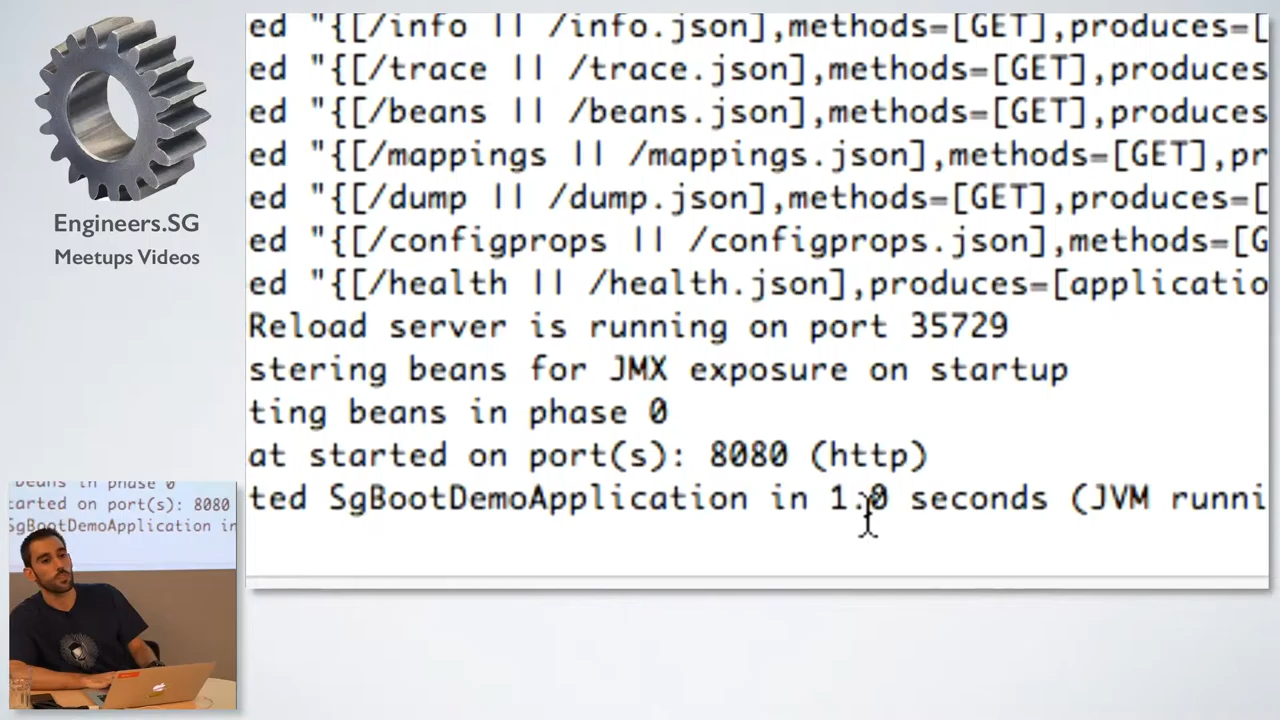 Engineers.SG
Meetups Videos
ed "{[/info || /info.json],methods=[GET],produces=[
ed "{[/trace || /trace.json],methods=[GET],produces
ed "{[/beans || /beans.json],methods=[GET],produces
ed "{[/mappings || /mappings.json],methods=[GET],pr
ed "{[/dump || /dump.json],methods=[GET],produces=[
ed "{[/configprops || /configprops.json],methods=[G
ed "{[/health || /health.json],produces=[applicatio
Reload server is running on port 35729
stering beans for JMX exposure on startup
ting beans in phase 0
at started on port(s): 8080 (http)
ted SgBootDemoApplication in seconds (JVM runni
beans in phase 0
tarted on port(s): 8080
SgBootDemoApplication in